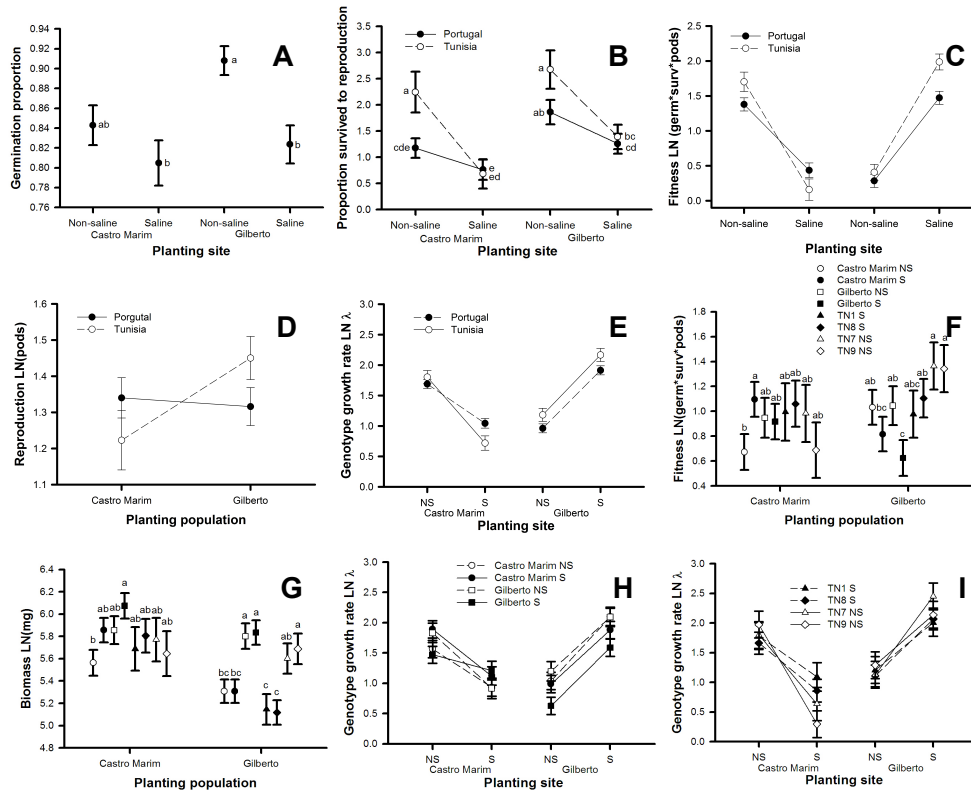 A
Germination proportion
0.94
0.92
0.90
0.88
0.86
0.84
0.82
0.80
0.78
0.76
ab
b
a
b
Non-saline Saline Non-saline Saline
Castro Marim Gilberto
Planting site
B
Proportion survived to reproduction
3.5
3.0
2.5
2.0
1.5
1.0
0.5
0.0
Portugal
Tunisia
a
cde
e
ed
a
ab
bc
cd
Non-saline Saline Non-saline Saline
Castro Marim Gilberto
Planting site
C
Fitness LN (germ*surv*pods)
2.5
2.0
1.5
1.0
0.5
0.0
Portugal
Tunisia
Non-saline Saline Non-saline Saline
Castro Marim Gilberto
Planting site
D
Reproduction LN(pods)
1.6
1.5
1.4
1.3
1.2
1.1
Porgutal
Tunisia
Castro Marim Gilberto
Planting population
E
Genotype growth rate LN λ
3.0
2.5
2.0
1.5
1.0
0.5
0.0
Portugal
Tunisia
NS S NS S
Castro Marim Gilberto
Planting site
Castro Marim NS
Castro Marim S
Gilberto NS
Gilberto S
TN1 S
TN8 S
TN7 NS
TN9 NS
F
Fitness LN(germ*surv*pods)
1.8
1.6
1.4
1.2
1.0
0.8
0.6
0.4
b a ab ab ab ab ab ab
ab bc ab c abc ab a a
Castro Marim Gilberto
Planting population
G
Biomass LN(mg)
6.4
6.2
6.0
5.8
5.6
5.4
5.2
5.0
4.8
b ab ab a ab ab ab ab
bc bc ab a c c ab a
Castro Marim Gilberto
Planting population
H
Genotype growth rate LN λ
3.0
2.5
2.0
1.5
1.0
0.5
0.0
Castro Marim NS
Castro Marim S
Gilberto NS
Gilberto S
NS S NS S
Castro Marim Gilberto
Planting site
I
Genotype growth rate LN λ
3.0
2.5
2.0
1.5
1.0
0.5
0.0
TN1 S
TN8 S
TN7 NS
TN9 NS
NS S NS S
Castro Marim Gilberto
Planting site